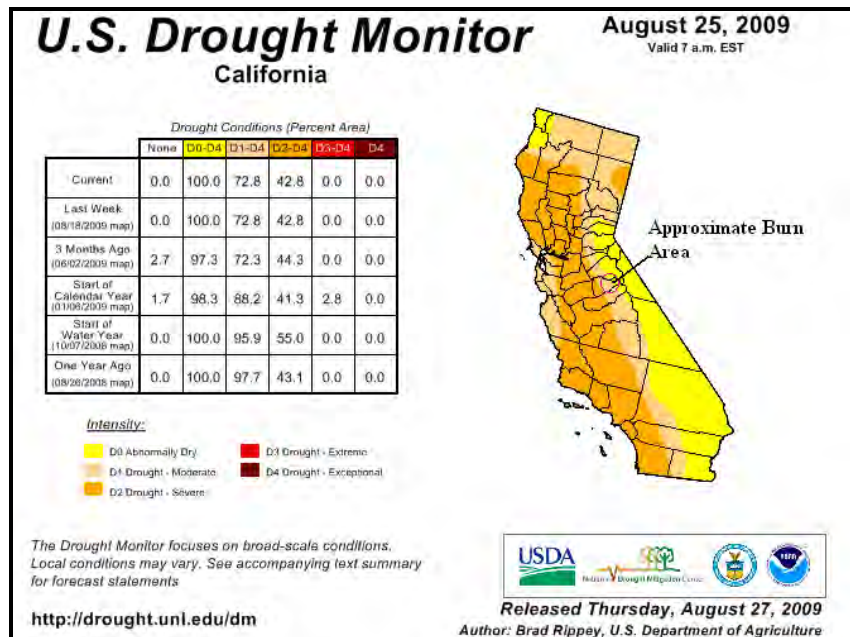 U.S. Drought Monitor
California
August 25, 2009
Valid 7 a.m. EST
Drought Conditions (Percent Area)
None D0-D4 D1-D4 D2-D4 D3-D4 D4
Current 0.0 100.0 72.8 42.8 0.0 0.0
Last Week
(08/18/2009 map) 0.0 100.0 72.8 42.8 0.0 0.0
3 Months Ago
(06/02/2009 map) 2.7 97.3 72.3 44.3 0.0 0.0
Start of
Calendar Year
(01/06/2009 map) 1.7 98.3 88.2 41.3 2.8 0.0
Start of
Water Year
(10/07/2008 map) 0.0 100.0 95.9 55.0 0.0 0.0
One Year Ago
(08/26/2008 map) 0.0 100.0 97.7 43.1 0.0 0.0
Approximate Burn
Area
Intensity:
D0 Abnormally Dry
D1 Drought - Moderate
D2 Drought - Severe
D3 Drought - Extreme
D4 Drought - Exceptional
The Drought Monitor focuses on broad-scale conditions.
Local conditions may vary. See accompanying text summary
for forecast statements
http://drought.unl.edu/dm
USDA
National Drought Mitigation Center
Released Thursday, August 27, 2009
Author: Brad Rippey, U.S. Department of Agriculture